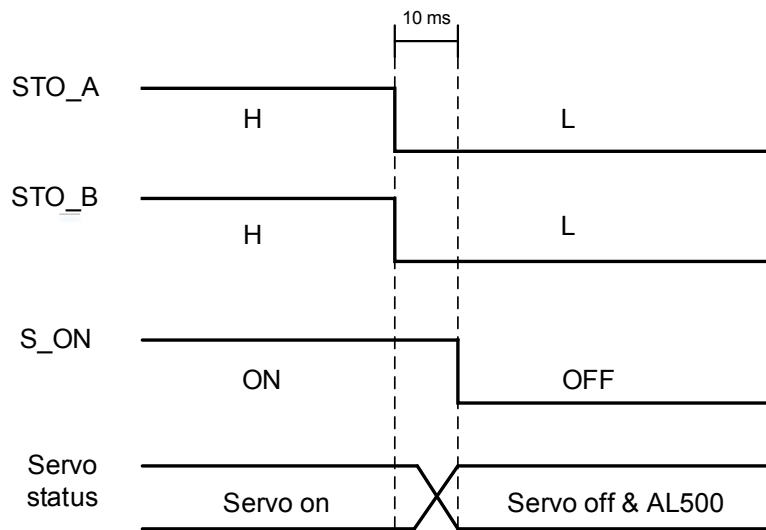 10 ms
STO_A
H
L
STO_B
H
L
S_ON
ON
OFF
Servo
status
Servo on
Servo off & AL500